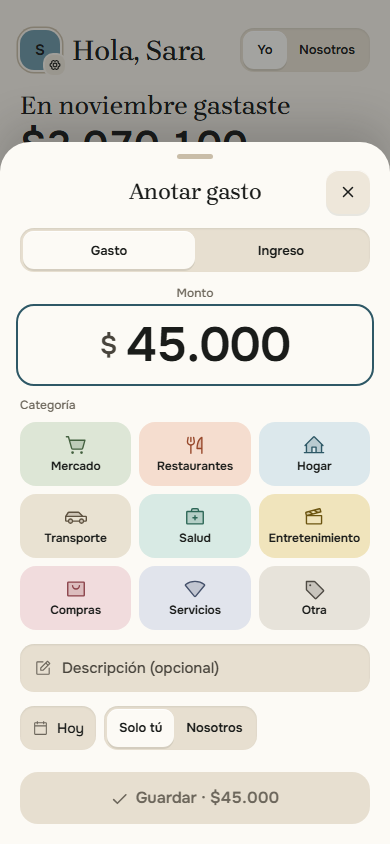 S
Hola, Sara
Yo
Nosotros
En noviembre gastaste
Anotar gasto
Gasto
Ingreso
Monto
$ 45.000
Categoría
Mercado
Restaurantes
Hogar
Transporte
Salud
Entretenimiento
Compras
Servicios
Otra
Descripción (opcional)
Hoy
Solo tú
Nosotros
Guardar · $45.000